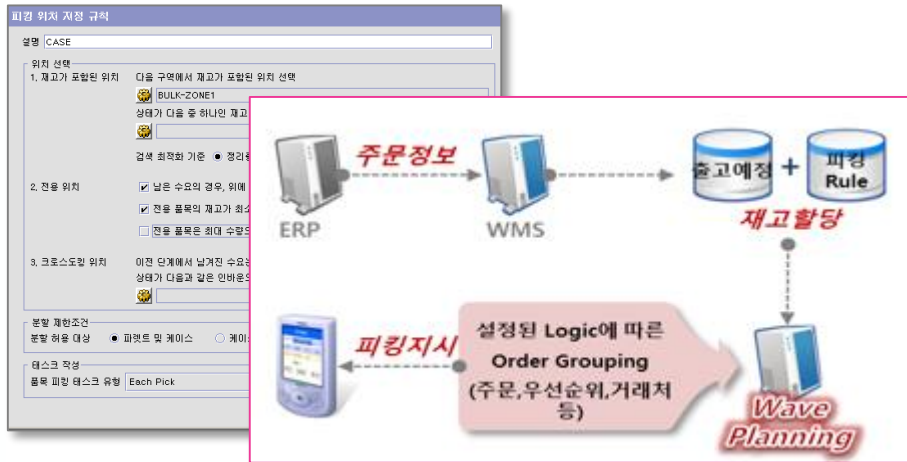 피킹 위치 지정 규칙
설명 CASE
위치 선택
1. 재고가 포함된 위치 다음 구역에서 재고가 포함된 위치 선택
BULK-ZONE1
상태가 다음 중 하나인 재고
검색 최적화 기준 정리
2. 전용 위치 남은 수요의 경우, 위에
전용 품목의 재고가 최소
전용 품목은 최대 수량으
3. 크로스도킹 위치 이전 단계에서 남겨진 수요는
상태가 다음과 같은 인바운드
분할 제한조건
분할 허용 대상 파렛트 및 케이스 케이
태스크 작성
품목 피킹 태스크 유형 Each Pick
주문정보
ERP
WMS
출고예정 + 피킹
Rule
재고할당
피킹지시
설정된 Logic에 따른
Order Grouping
(주문,우선순위,거래처
등)
Wave
Planning